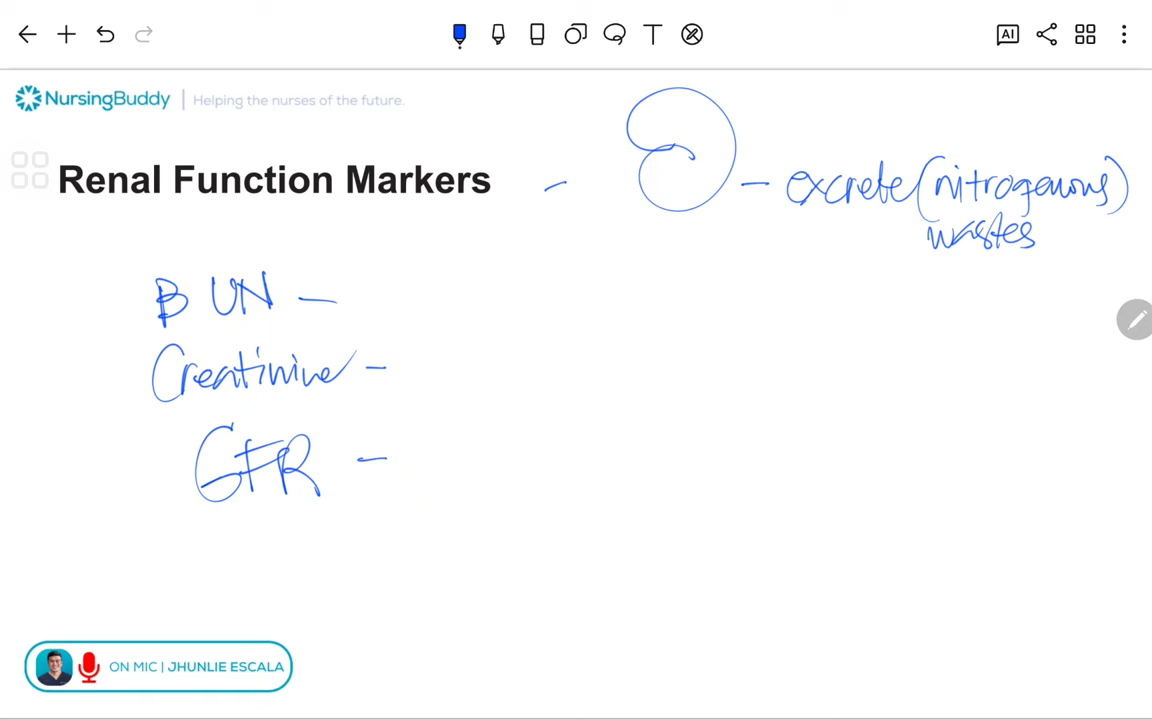 AI
T
NursingBuddy | Helping the nurses of the future.
Renal Function Markers - - excrete (nitrogenous)
wastes
BUN -
Creatinine -
GFR -
ON MIC | JHUNLIE ESCALA